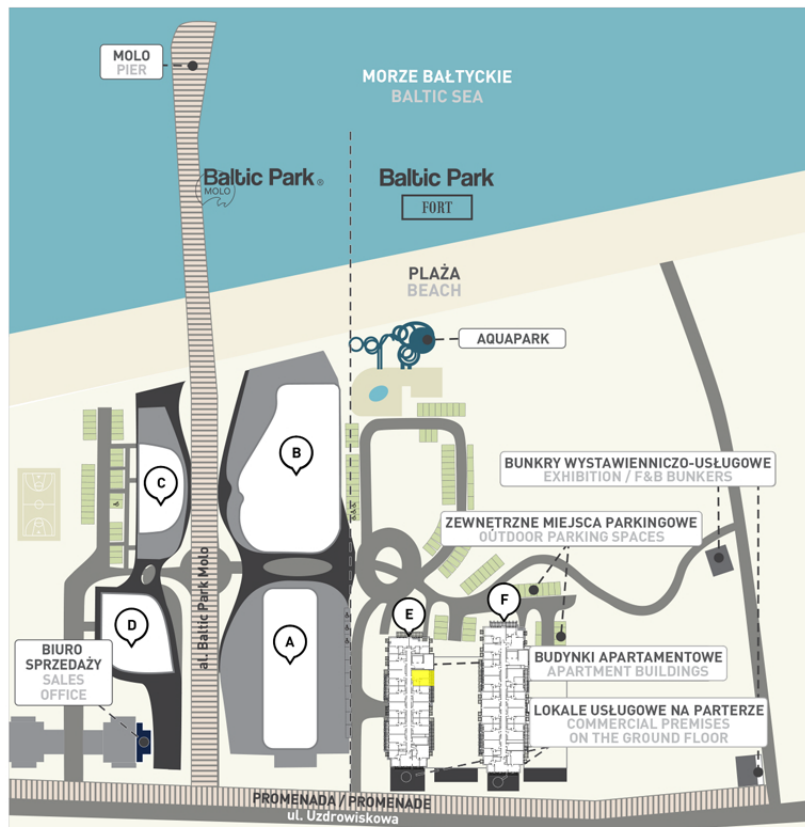 MOLO
PIER
MORZE BAŁTYCKIE
BALTIC SEA
Baltic Park®
MOLO
Baltic Park
FORT
PLAŻA
BEACH
AQUAPARK
B
C
BUNKRY WYSTAWIENNICZO-USŁUGOWE
EXHIBITION / F&B BUNKERS
ZEWNĘTRZNE MIEJSCA PARKINGOWE
OUTDOOR PARKING SPACES
al. Baltic Park Molo
E
F
D
A
BIURO
SPRZEDAŻY
SALES
OFFICE
BUDYNKI APARTAMENTOWE
APARTMENT BUILDINGS
LOKALE USŁUGOWE NA PARTERZE
COMMERCIAL PREMISES
ON THE GROUND FLOOR
PROMENADA / PROMENADE
ul. Uzdrowiskowa